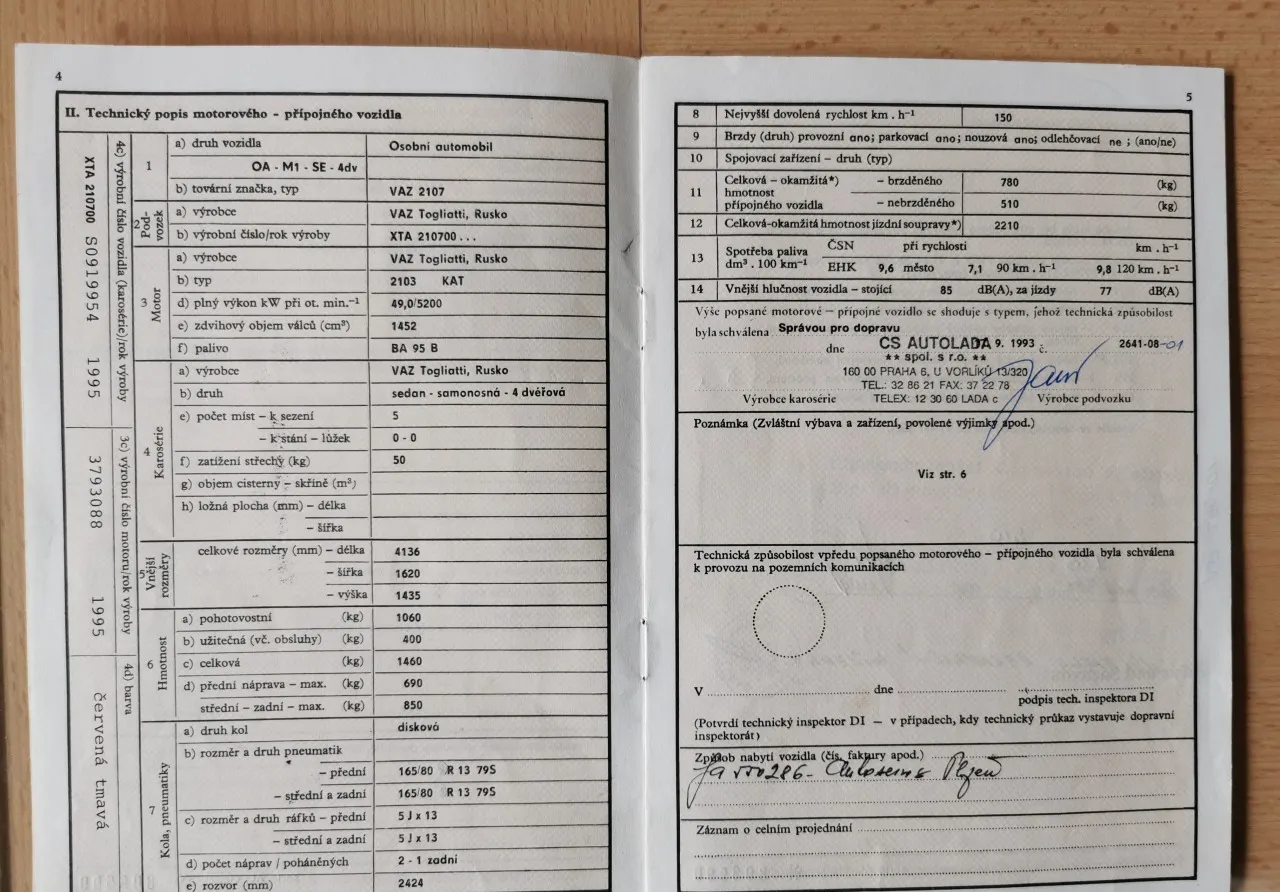 4
II. Technický popis motorového - přípojného vozidla
4c) výrobní číslo vozidla (karosérie)/rok výroby
XTA 210700 S0919954 1995
3c) výrobní číslo motoru/rok výroby
3793088 1995
4d) barva
červená tmavá
1
a) druh vozidla Osobní automobil
OA - M1 - SE - 4dv
b) tovární značka, typ VAZ 2107
2 Pod-
vozek
a) výrobce VAZ Togliatti, Rusko
b) výrobní číslo/rok výroby XTA 210700...
3 Motor
a) výrobce VAZ Togliatti, Rusko
b) typ 2103 KAT
d) plný výkon kW při ot. min.⁻¹ 49,0/5200
e) zdvihový objem válců (cm³) 1452
f) palivo BA 95 B
4 Karosérie
a) výrobce VAZ Togliatti, Rusko
b) druh sedan - samonosná - 4 dvéřová
e) počet míst – k sezení 5
– k stání – lůžek 0 - 0
f) zatížení střechy (kg) 50
g) objem cisterny – skříně (m³)
h) ložná plocha (mm) – délka
– šířka
5 Vnější
rozměry
celkové rozměry (mm) – délka 4136
– šířka 1620
– výška 1435
6 Hmotnost
a) pohotovostní (kg) 1060
b) užitečná (vč. obsluhy) (kg) 400
c) celková (kg) 1460
d) přední náprava – max. (kg) 690
střední – zadní – max. (kg) 850
7 Kola, pneumatiky
a) druh kol disková
b) rozměr a druh pneumatik
– přední 165/80 R 13 79S
– střední a zadní 165/80 R 13 79S
c) rozměr a druh ráfků – přední 5 J x 13
– střední a zadní 5 J x 13
d) počet náprav / poháněných 2 - 1 zadní
e) rozvor (mm) 2424
5
8 Nejvyšší dovolená rychlost km . h⁻¹ 150
9 Brzdy (druh) provozní ano; parkovací ano; nouzová ano; odlehčovací ne ; (ano/ne)
10 Spojovací zařízení – druh (typ)
11 Celková – okamžitá*) – brzděného 780 (kg)
hmotnost
přípojného vozidla – nebrzděného 510 (kg)
12 Celková-okamžitá hmotnost jízdní soupravy*) 2210
13 Spotřeba paliva ČSN při rychlosti km . h⁻¹
dm³ . 100 km⁻¹ EHK 9,6 město 7,1 90 km . h⁻¹ 9,8 120 km . h⁻¹
14 Vnější hlučnost vozidla – stojící 85 dB(A), za jízdy 77 dB(A)
Výše popsané motorové – přípojné vozidlo se shoduje s typem, jehož technická způsobilost
byla schválena Správou pro dopravu
dne 9. 1993 č. 2641-08-01
CS AUTOLADA
** spol. s r.o. **
160 00 PRAHA 6, U VORLÍKŮ 13/320
TEL.: 32 86 21 FAX: 37 22 78
Výrobce karosérie TELEX: 12 30 60 LADA c Výrobce podvozku
Poznámka (Zvláštní výbava a zařízení, povolené výjimky apod.)
Viz str. 6
Technická způsobilost vpředu popsaného motorového – přípojného vozidla byla schválena
k provozu na pozemních komunikacích
V dne
podpis tech. inspektora DI
(Potvrdí technický inspektor DI — v případech, kdy technický průkaz vystavuje dopravní
inspektorát)
Způsob nabytí vozidla (čís. faktury apod.)
Plzeň
Záznam o celním projednání